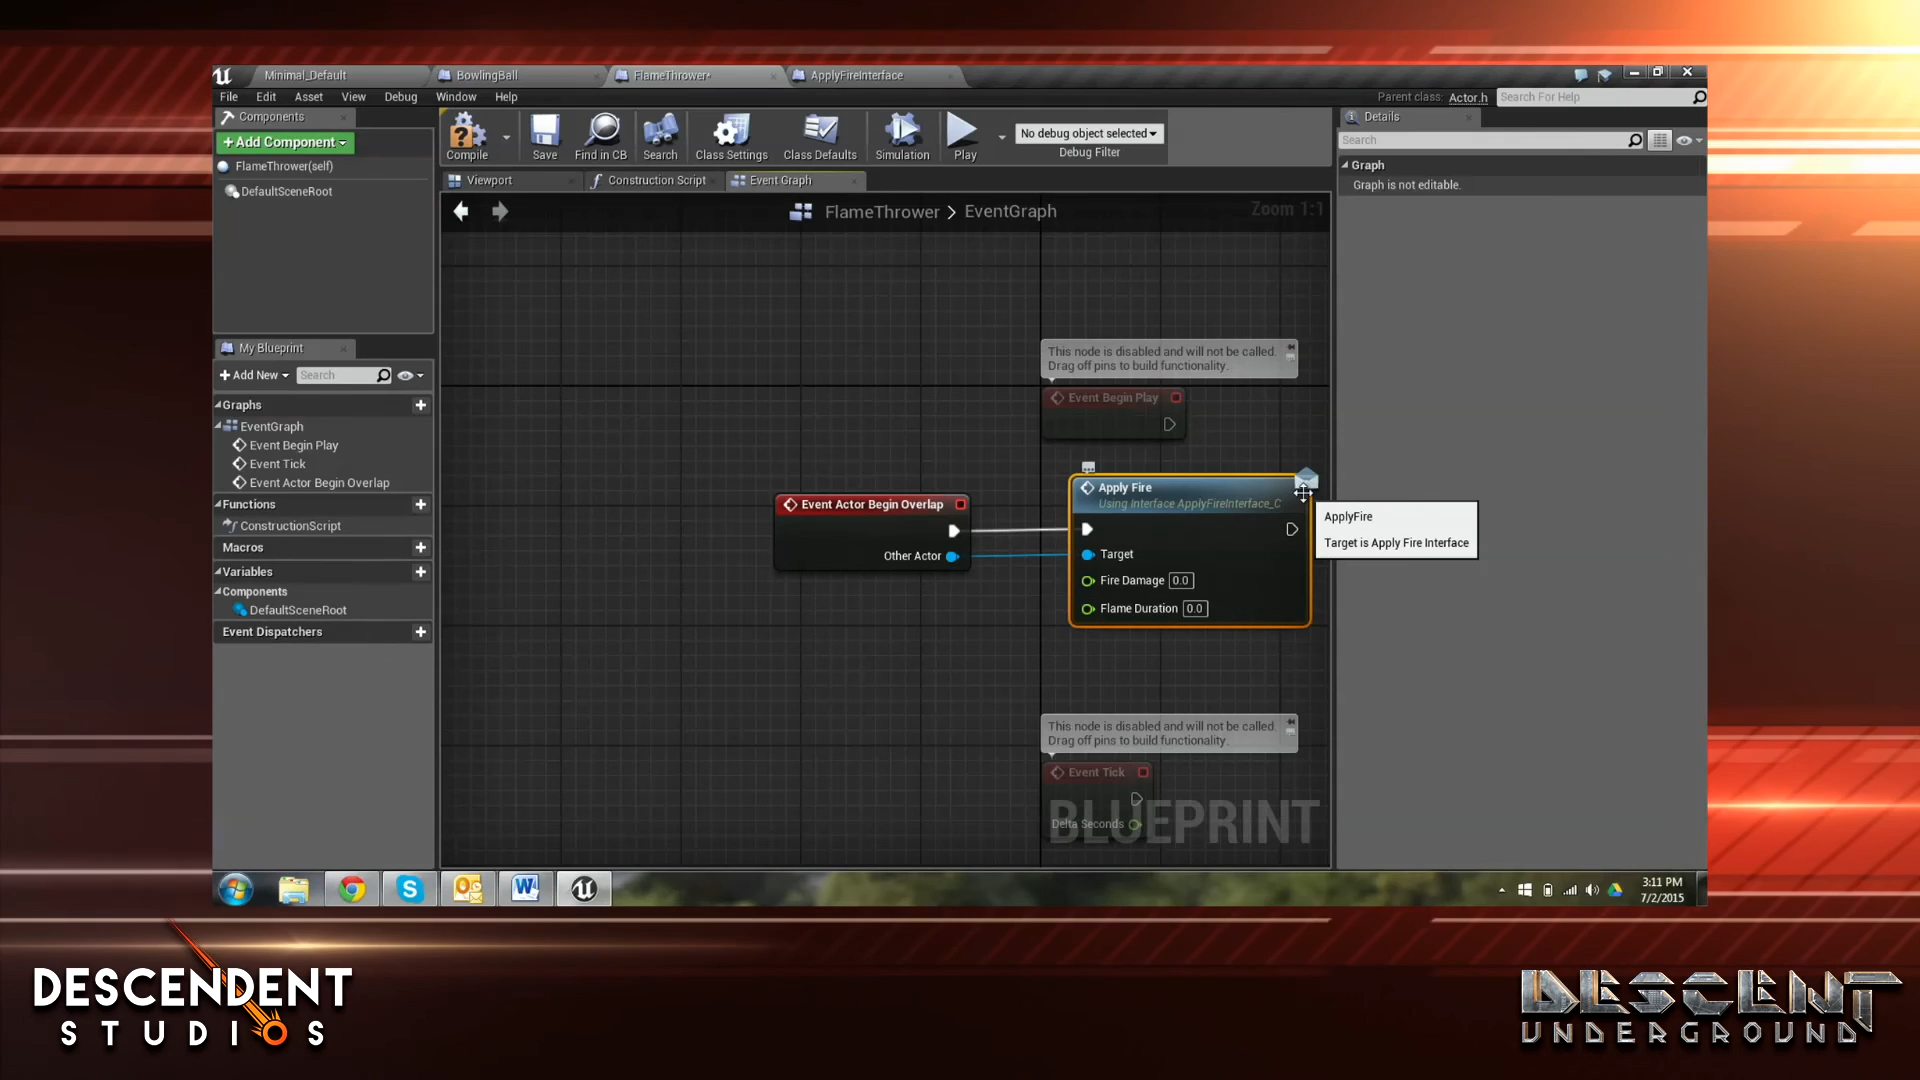 Minimal_Default
BowlingBall
FlameThrower*
ApplyFireInterface
File Edit Asset View Debug Window Help
Parent class: Actor.h
Search For Help
Components
+ Add Component
FlameThrower(self)
DefaultSceneRoot
Compile
Save
Find in CB
Search
Class Settings
Class Defaults
Simulation
Play
No debug object selected
Debug Filter
Viewport
Construction Script
Event Graph
FlameThrower > EventGraph
Zoom 1:1
Details
Search
Graph
Graph is not editable.
My Blueprint
+ Add New
Search
Graphs
EventGraph
Event Begin Play
Event Tick
Event Actor Begin Overlap
Functions
ConstructionScript
Macros
Variables
Components
DefaultSceneRoot
Event Dispatchers
This node is disabled and will not be called.
Drag off pins to build functionality.
Event Begin Play
Event Actor Begin Overlap
Other Actor
Apply Fire
Using Interface ApplyFireInterface_C
Target
Fire Damage 0.0
Flame Duration 0.0
ApplyFire
Target is Apply Fire Interface
This node is disabled and will not be called.
Drag off pins to build functionality.
Event Tick
Delta Seconds
BLUEPRINT
3:11 PM
7/2/2015
DESCENDENT
STUDIOS
DESCENT
UNDERGROUND